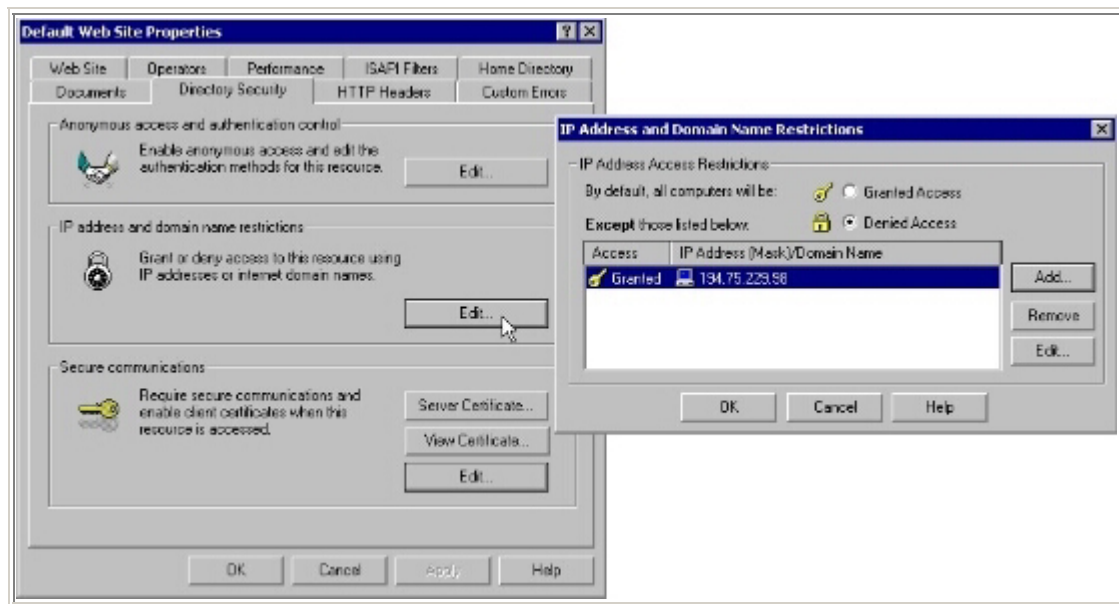 Default Web Site Properties
Web Site Operators Performance ISAPI Filters Home Directory
Documents Directory Security HTTP Headers Custom Errors
Anonymous access and authentication control
Enable anonymous access and edit the
authentication methods for this resource.
Edit...
IP address and domain name restrictions
Grant or deny access to this resource using
IP addresses or internet domain names.
Edit...
Secure communications
Require secure communications and
enable client certificates when this
resource is accessed.
Server Certificate...
View Certificate...
Edit...
OK Cancel Apply Help
IP Address and Domain Name Restrictions
IP Address Access Restrictions
By default, all computers will be: Granted Access
Except those listed below: Denied Access
Access IP Address (Mask)/Domain Name
Granted 194.75.229.98
Add...
Remove
Edit...
OK Cancel Help